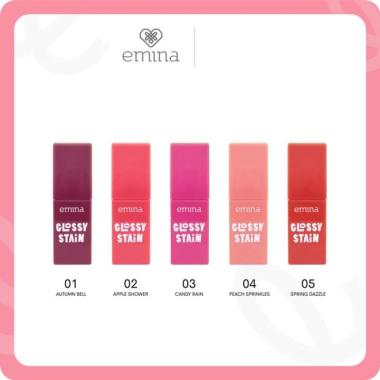 emina
emina
GLOSSY
STAiN
emina
GLOSSY
STAiN
emina
GLOSSY
STAiN
emina
GLOSSY
STAiN
emina
GLOSSY
STAiN
01
AUTUMN BELL
02
APPLE SHOWER
03
CANDY RAIN
04
PEACH SPRINKLES
05
SPRING DAZZLE